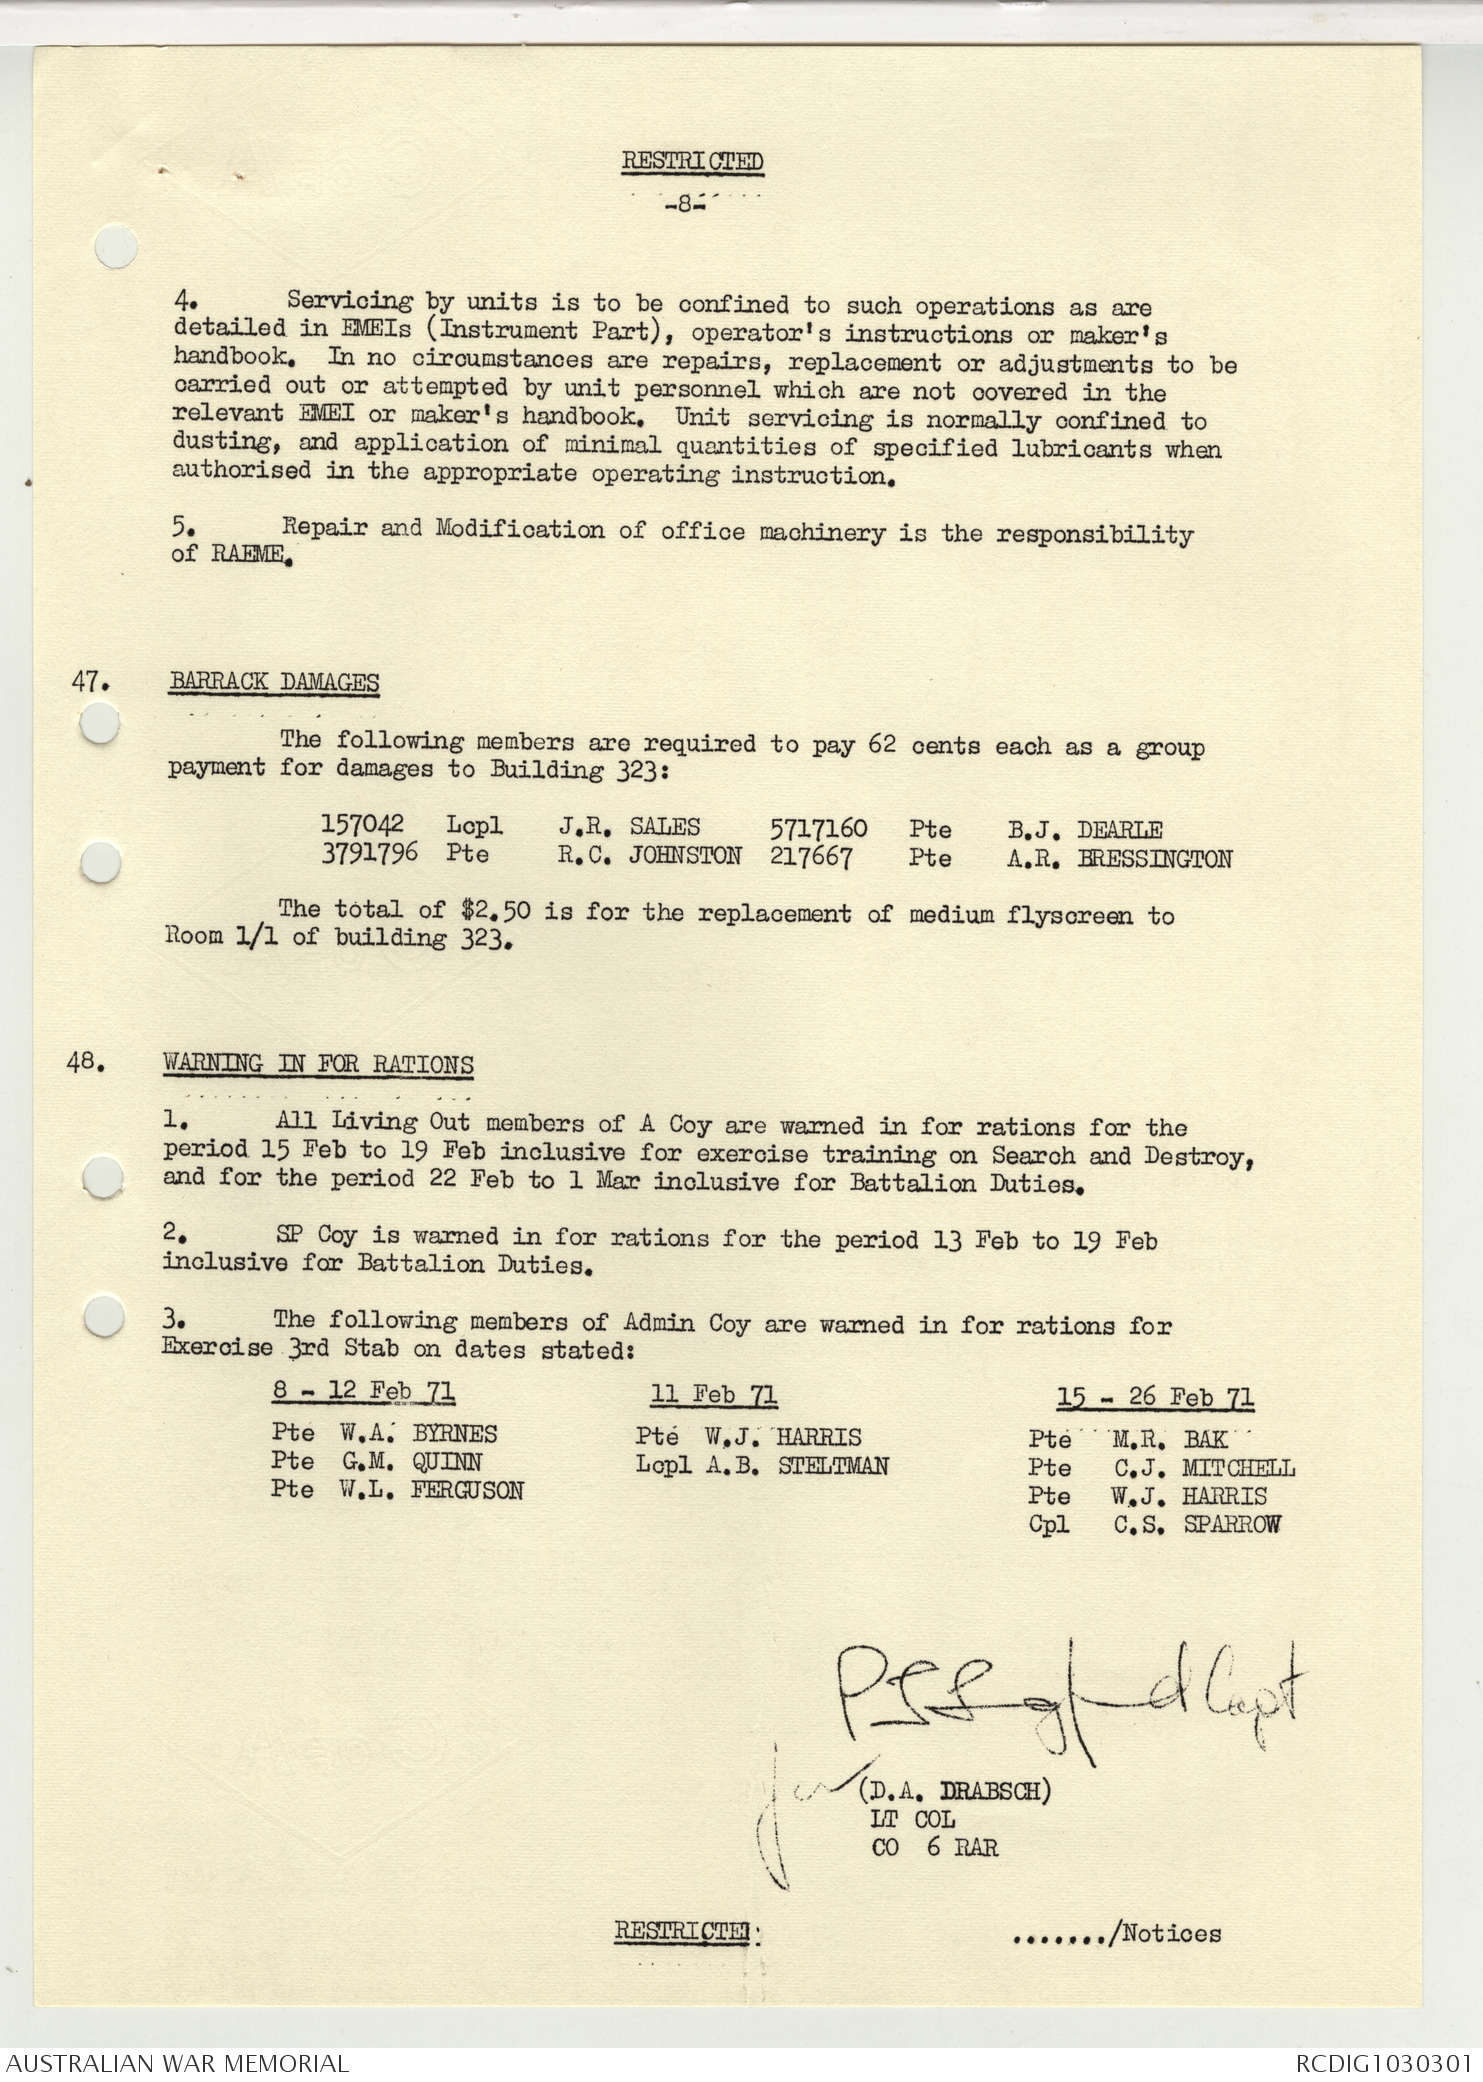 RESTRICTED
-8-
4. Servicing by units is to be confined to such operations as are
detailed in EMEIs (Instrument Part), operator's instructions or maker's
handbook. In no circumstances are repairs, replacement or adjustments to be
carried out or attempted by unit personnel which are not covered in the
relevant EMEI or maker's handbook. Unit servicing is normally confined to
dusting, and application of minimal quantities of specified lubricants when
authorised in the appropriate operating instruction.
5. Repair and Modification of office machinery is the responsibility
of RAEME.
47. BARRACK DAMAGES
The following members are required to pay 62 cents each as a group
payment for damages to Building 323:
157042 Lcpl J.R. SALES 5717160 Pte B.J. DEARLE
3791796 Pte R.C. JOHNSTON 217667 Pte A.R. BRESSINGTON
The total of $2.50 is for the replacement of medium flyscreen to
Room 1/1 of building 323.
48. WARNING IN FOR RATIONS
1. All Living Out members of A Coy are warned in for rations for the
period 15 Feb to 19 Feb inclusive for exercise training on Search and Destroy,
and for the period 22 Feb to 1 Mar inclusive for Battalion Duties.
2. SP Coy is warned in for rations for the period 13 Feb to 19 Feb
inclusive for Battalion Duties.
3. The following members of Admin Coy are warned in for rations for
Exercise 3rd Stab on dates stated:
8 - 12 Feb 71 11 Feb 71 15 - 26 Feb 71
Pte W.A. BYRNES Pte W.J. HARRIS Pte M.R. BAK
Pte G.M. QUINN Lcpl A.B. STELTMAN Pte C.J. MITCHELL
Pte W.L. FERGUSON Pte W.J. HARRIS
Cpl C.S. SPARROW
Capt
for (D.A. DRABSCH)
LT COL
CO 6 RAR
RESTRICTED
......./Notices
AUSTRALIAN WAR MEMORIAL RCDIG1030301